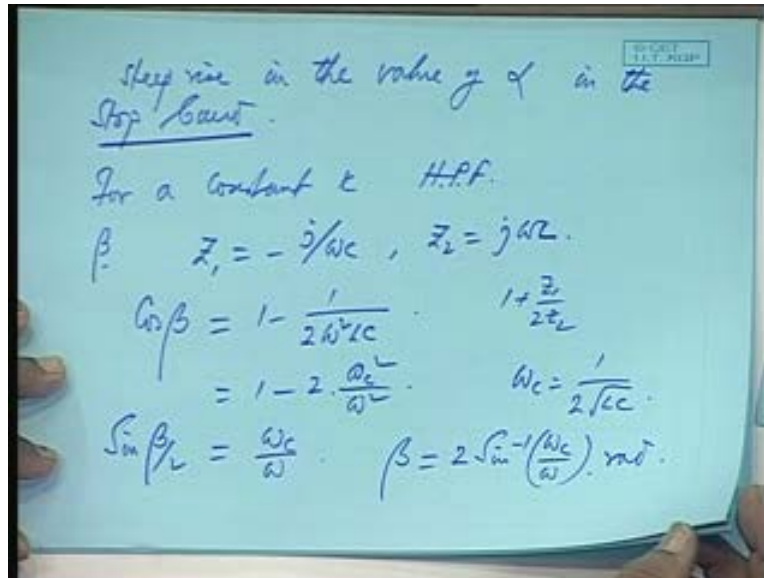 © CET
I.I.T. KGP
steep rise in the value of α in the
Stop band.
For a constant k H.P.F.
β Z₁ = - j/ωc , Z₂ = jωL.
Cos β = 1 - 1/(2ω²LC) . 1 + Z₁/(2Z₂)
= 1 - 2 · ωc²/ω² . ωc = 1/(2√LC) .
Sin β/2 = ωc/ω . β = 2 Sin⁻¹(ωc/ω). rad.